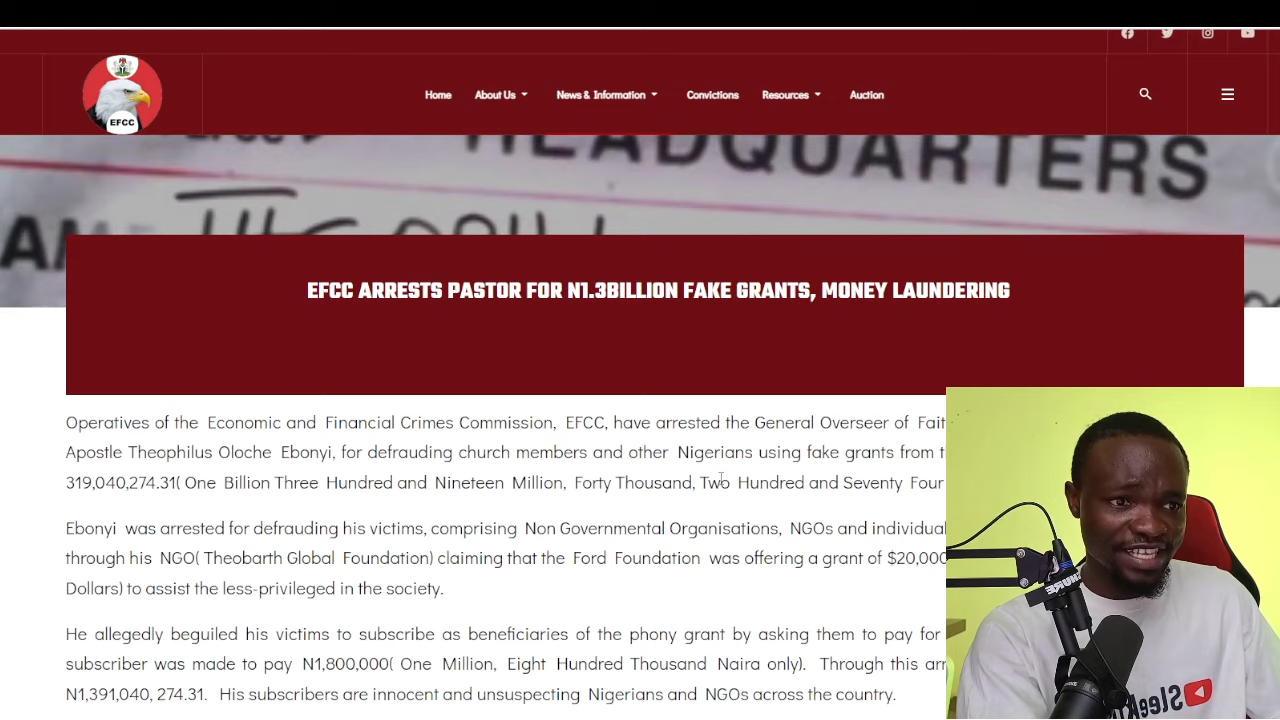 HEADQUARTERS
EFCC
Home
About Us
News & Information
Convictions
Resources
Auction
EFCC ARRESTS PASTOR FOR N1.3BILLION FAKE GRANTS, MONEY LAUNDERING
Operatives of the Economic and Financial Crimes Commission, EFCC, have arrested the General Overseer of
Apostle Theophilus Oloche Ebonyi, for defrauding church members and other Nigerians using fake grants from
319,040,274.31( One Billion Three Hundred and Nineteen Million, Forty Thousand, Two Hundred and Seventy Four
Ebonyi was arrested for defrauding his victims, comprising Non Governmental Organisations, NGOs and
through his NGO( Theobarth Global Foundation) claiming that the Ford Foundation was offering a grant of
Dollars) to assist the less-privileged in the society.
He allegedly beguiled his victims to subscribe as beneficiaries of the phony grant by asking them to pay for
subscriber was made to pay N1,800,000( One Million, Eight Hundred Thousand Naira only). Through this
N1,391,040, 274.31. His subscribers are innocent and unsuspecting Nigerians and NGOs across the country.